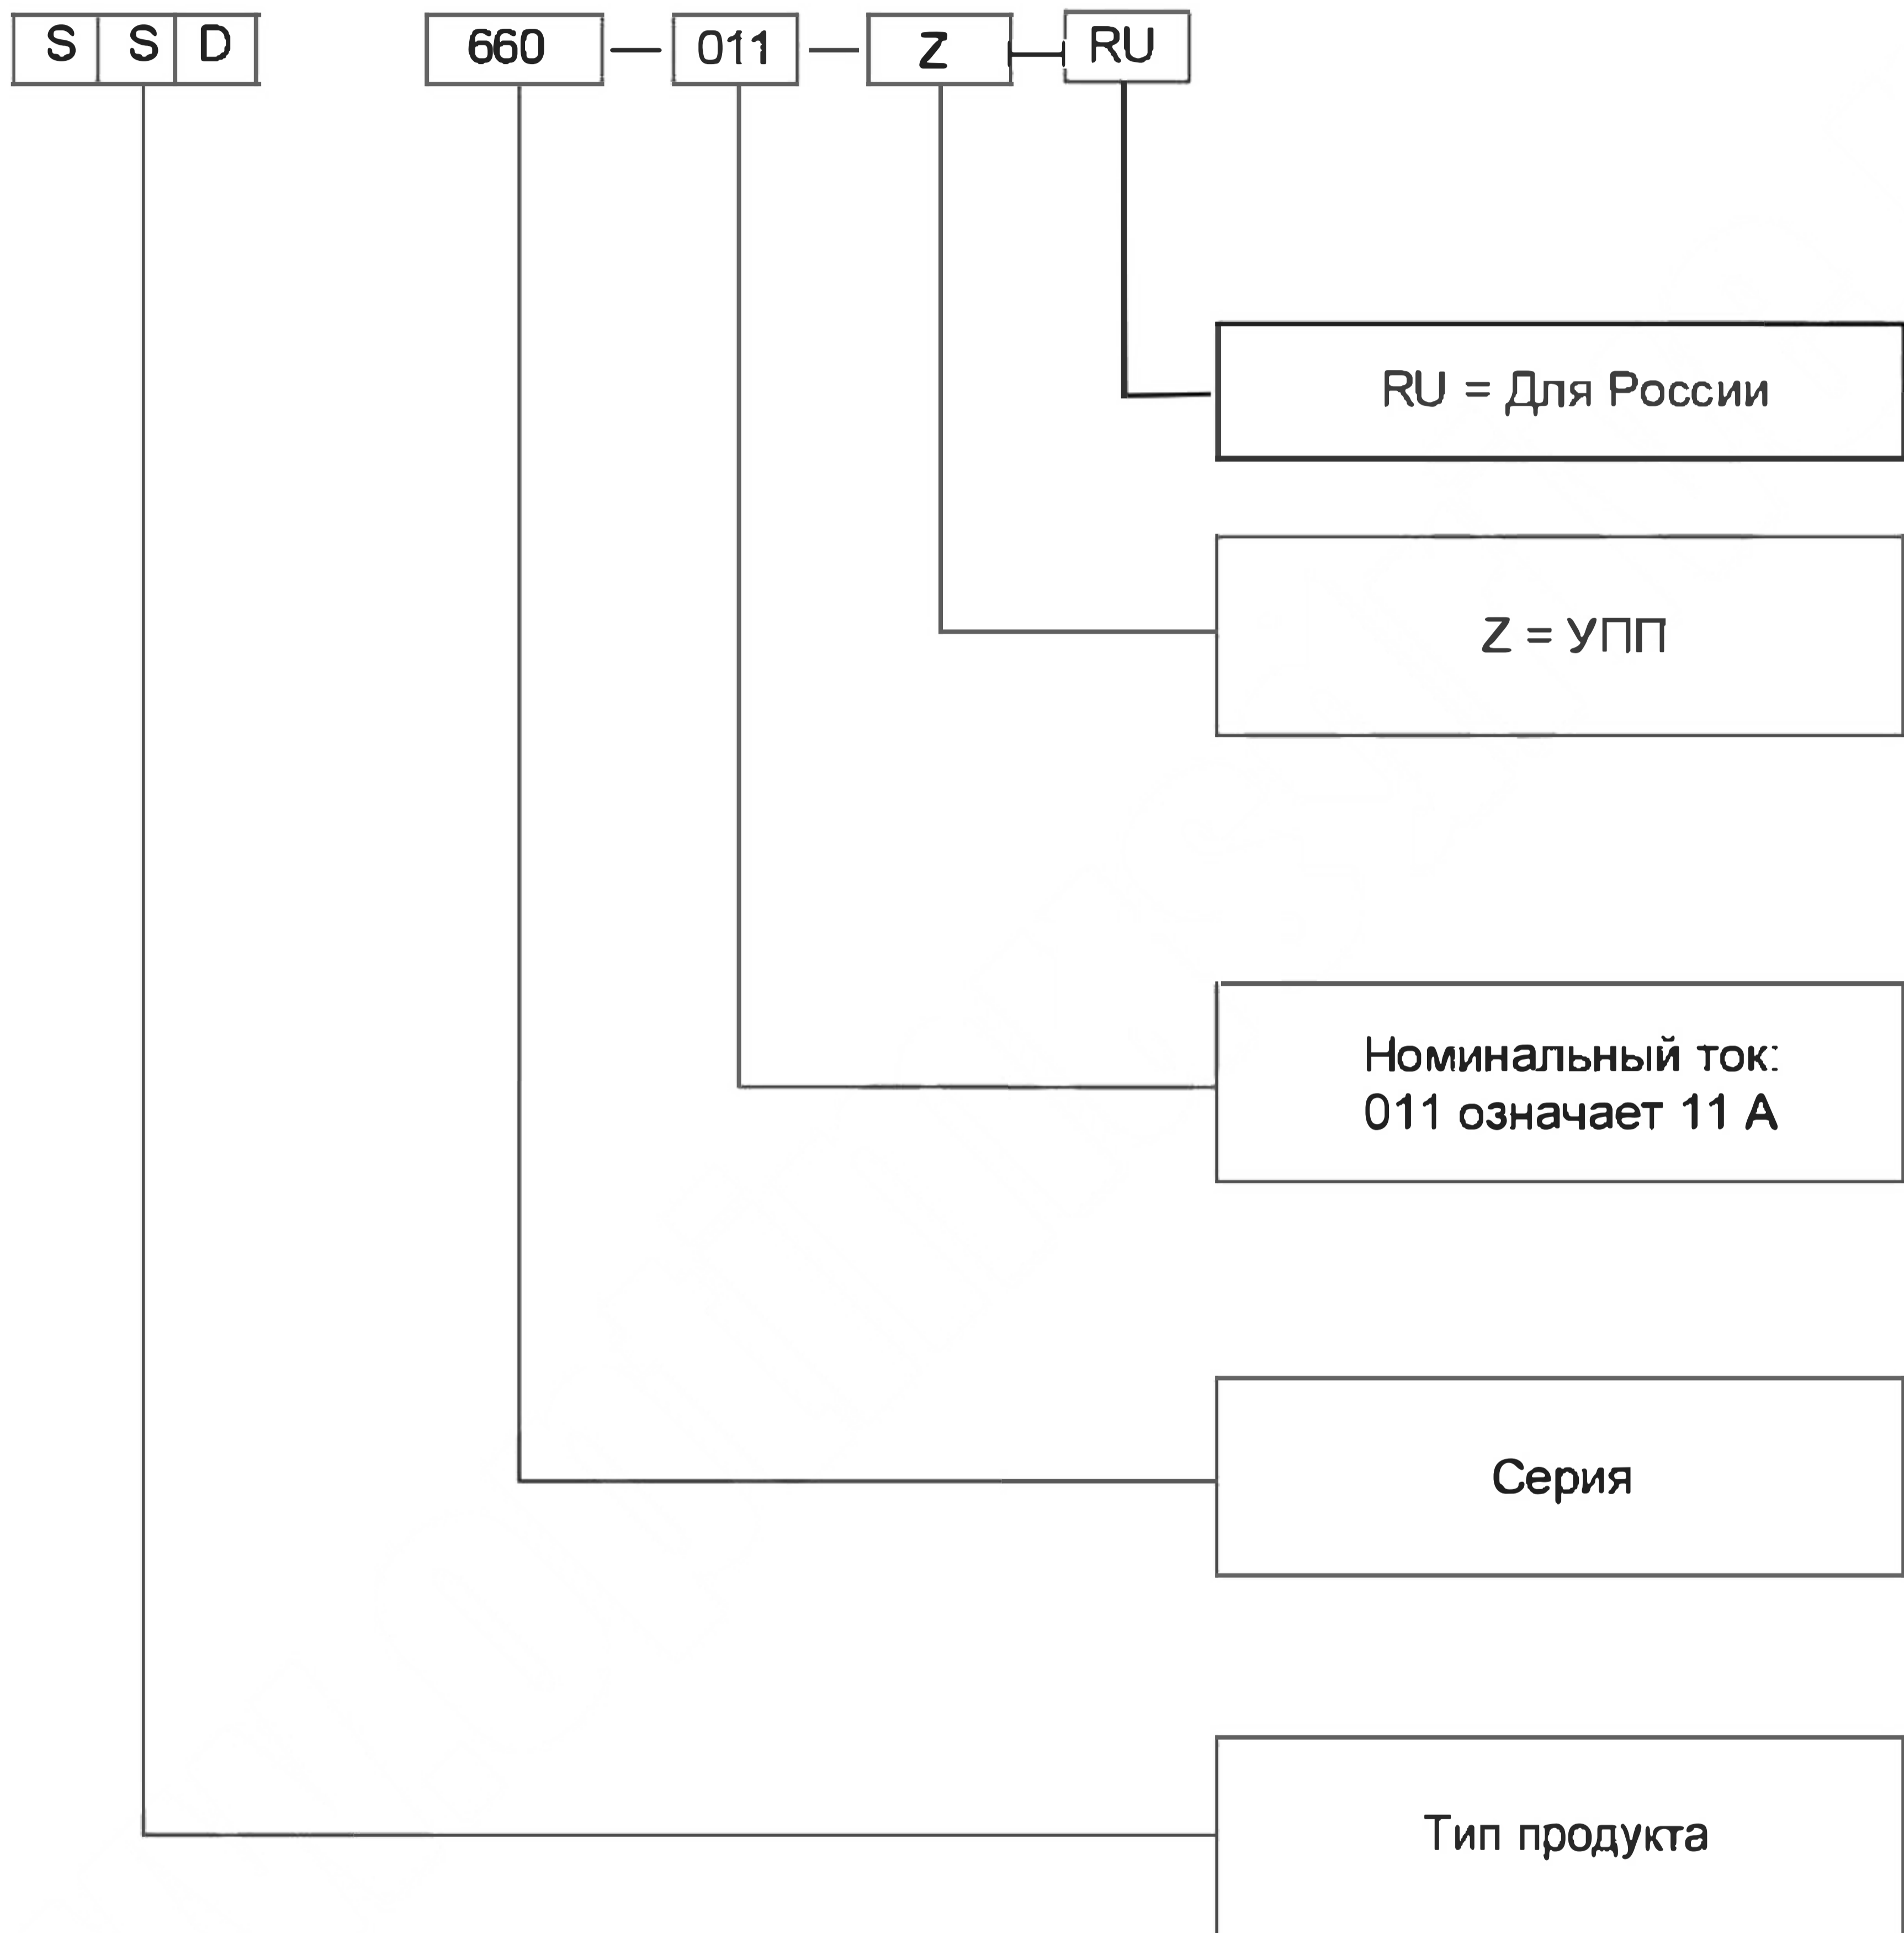 S S D 660 — 011 — Z — RU
RU = Для России
Z = УПП
Номинальный ток:
011 означает 11 А
Серия
Тип продукта